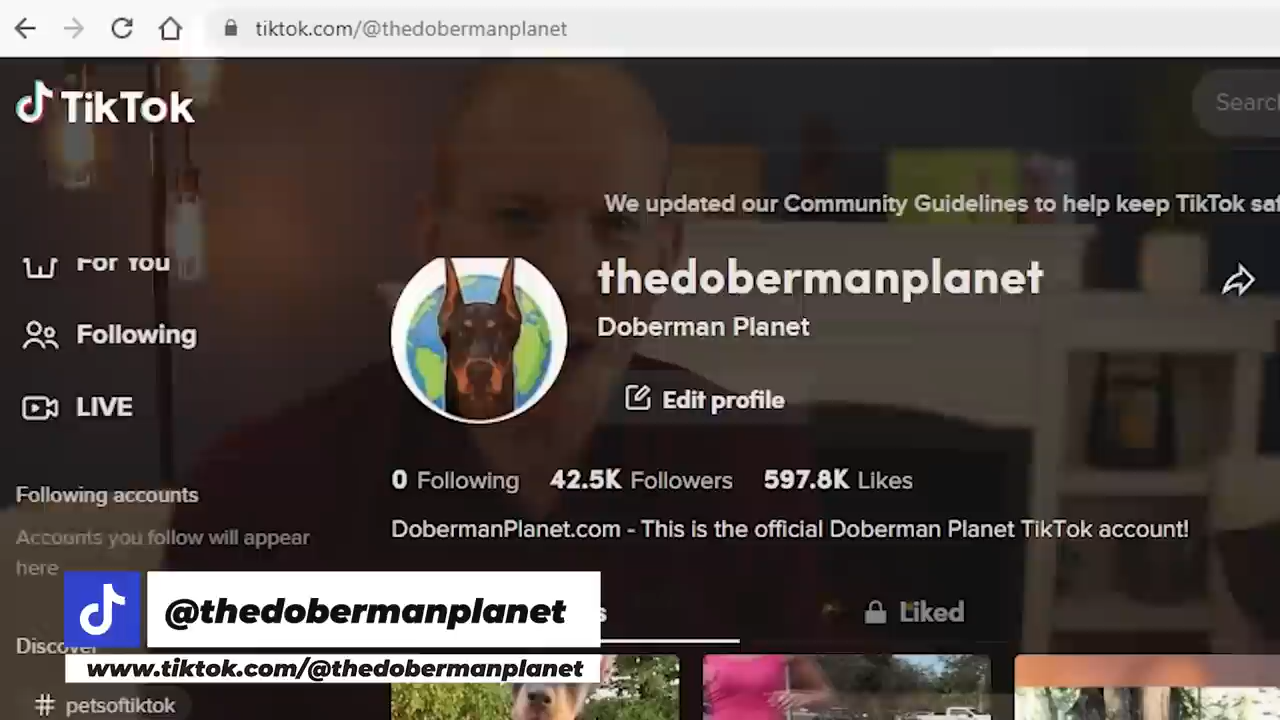 tiktok.com/@thedobermanplanet
TikTok
Search
We updated our Community Guidelines to help keep TikTok
For You
thedobermanplanet
Doberman Planet
Following
Edit profile
LIVE
0 Following 42.5K Followers 597.8K Likes
Following accounts
DobermanPlanet.com - This is the official Doberman Planet TikTok account!
Accounts you follow will appear
here
@thedobermanplanet
Liked
Discover
www.tiktok.com/@thedobermanplanet
# petsoftiktok